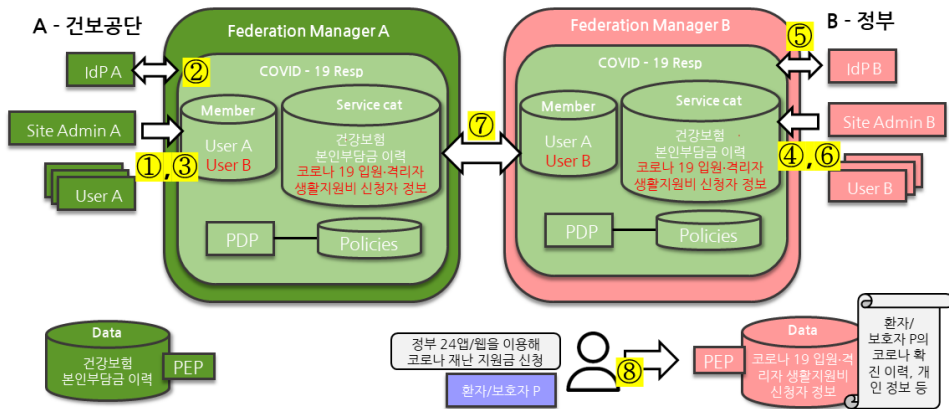 A - 건보공단
Federation Manager A
Federation Manager B
B - 정부
IdP A
②
COVID - 19 Resp
COVID - 19 Resp
⑤
IdP B
Site Admin A
Member
User A
User B
Service cat
건강보험
본인부담금 이력
코로나 19 입원·격리자
생활지원비 신청자 정보
⑦
Member
User A
User B
Service cat
건강보험
본인부담금 이력
코로나 19 입원·격리자
생활지원비 신청자 정보
Site Admin B
①,③
④,⑥
User A
User B
PDP
Policies
PDP
Policies
Data
건강보험
본인부담금 이력
PEP
정부 24앱/웹을 이용해
코로나 재난 지원금 신청
환자/보호자 P
⑧
PEP
Data
코로나 19 입원·격
리자 생활지원비
신청자 정보
환자/
보호자 P의
코로나 확
진 이력, 개
인 정보 등